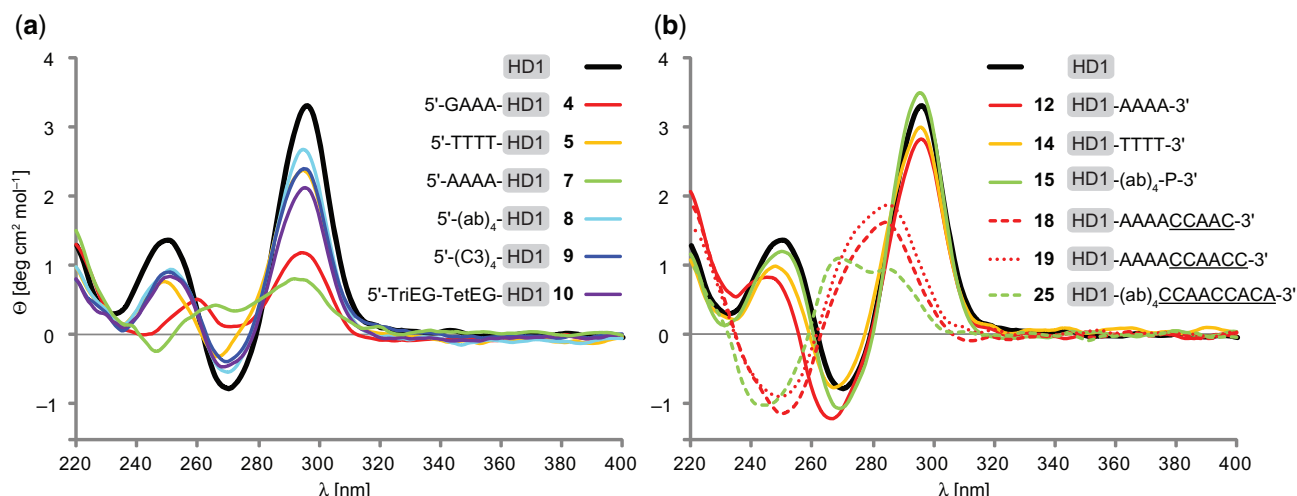 (a)
4
3
2
1
0
–1
Θ [deg cm² mol⁻¹]
HD1
5'-GAAA-HD1 4
5'-TTTT-HD1 5
5'-AAAA-HD1 7
5'-(ab)₄-HD1 8
5'-(C3)₄-HD1 9
5'-TriEG-TetEG-HD1 10
220 240 260 280 300 320 340 360 380 400
λ [nm]
(b)
4
3
2
1
0
–1
HD1
12 HD1-AAAA-3'
14 HD1-TTTT-3'
15 HD1-(ab)₄-P-3'
18 HD1-AAAACCAAC-3'
19 HD1-AAAACCAACC-3'
25 HD1-(ab)₄CCAACCACA-3'
220 240 260 280 300 320 340 360 380 400
λ [nm]